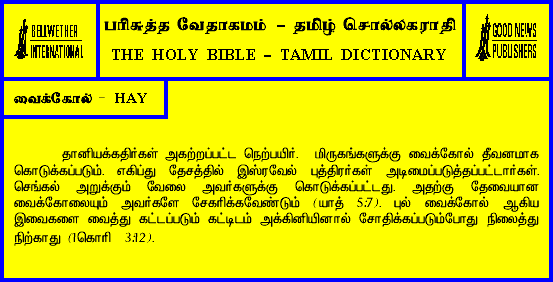 BELLWETHER
INTERNATIONAL
பரிசுத்த வேதாகமம் - தமிழ் சொல்லகராதி
THE HOLY BIBLE - TAMIL DICTIONARY
GOOD NEWS
PUBLISHERS
வைக்கோல் - HAY
தானியக்கதிர்கள் அகற்றப்பட்ட நெற்பயிர். மிருகங்களுக்கு வைக்கோல் தீவனமாக
கொடுக்கப்படும். எகிப்து தேசத்தில் இஸ்ரவேல் புத்திரர்கள் அடிமைப்படுத்தப்பட்டார்கள்.
செங்கல் அறுக்கும் வேலை அவர்களுக்கு கொடுக்கப்பட்டது. அதற்கு தேவையான
வைக்கோலையும் அவர்களே சேகரிக்கவேண்டும் (யாத் 5:7). புல் வைக்கோல் ஆகிய
இவைகளை வைத்து கட்டப்படும் கட்டிடம் அக்கினியினால் சோதிக்கப்படும்போது நிலைத்து
நிற்காது (1கொரி 3:12).